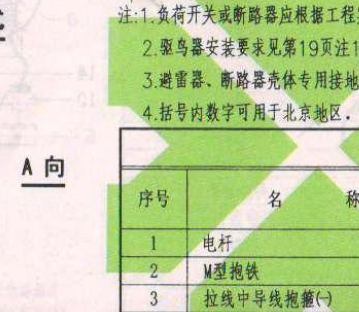 注:1.负荷开关或断路器应根据工程
2.驱鸟器安装要求见第19页注1
3.避雷器、断路器壳体专用接地
4.括号内数字可用于北京地区.
A 向
序号 名 称
1 电杆
2 M型抱铁
3 拉线中导线抱箍(-)